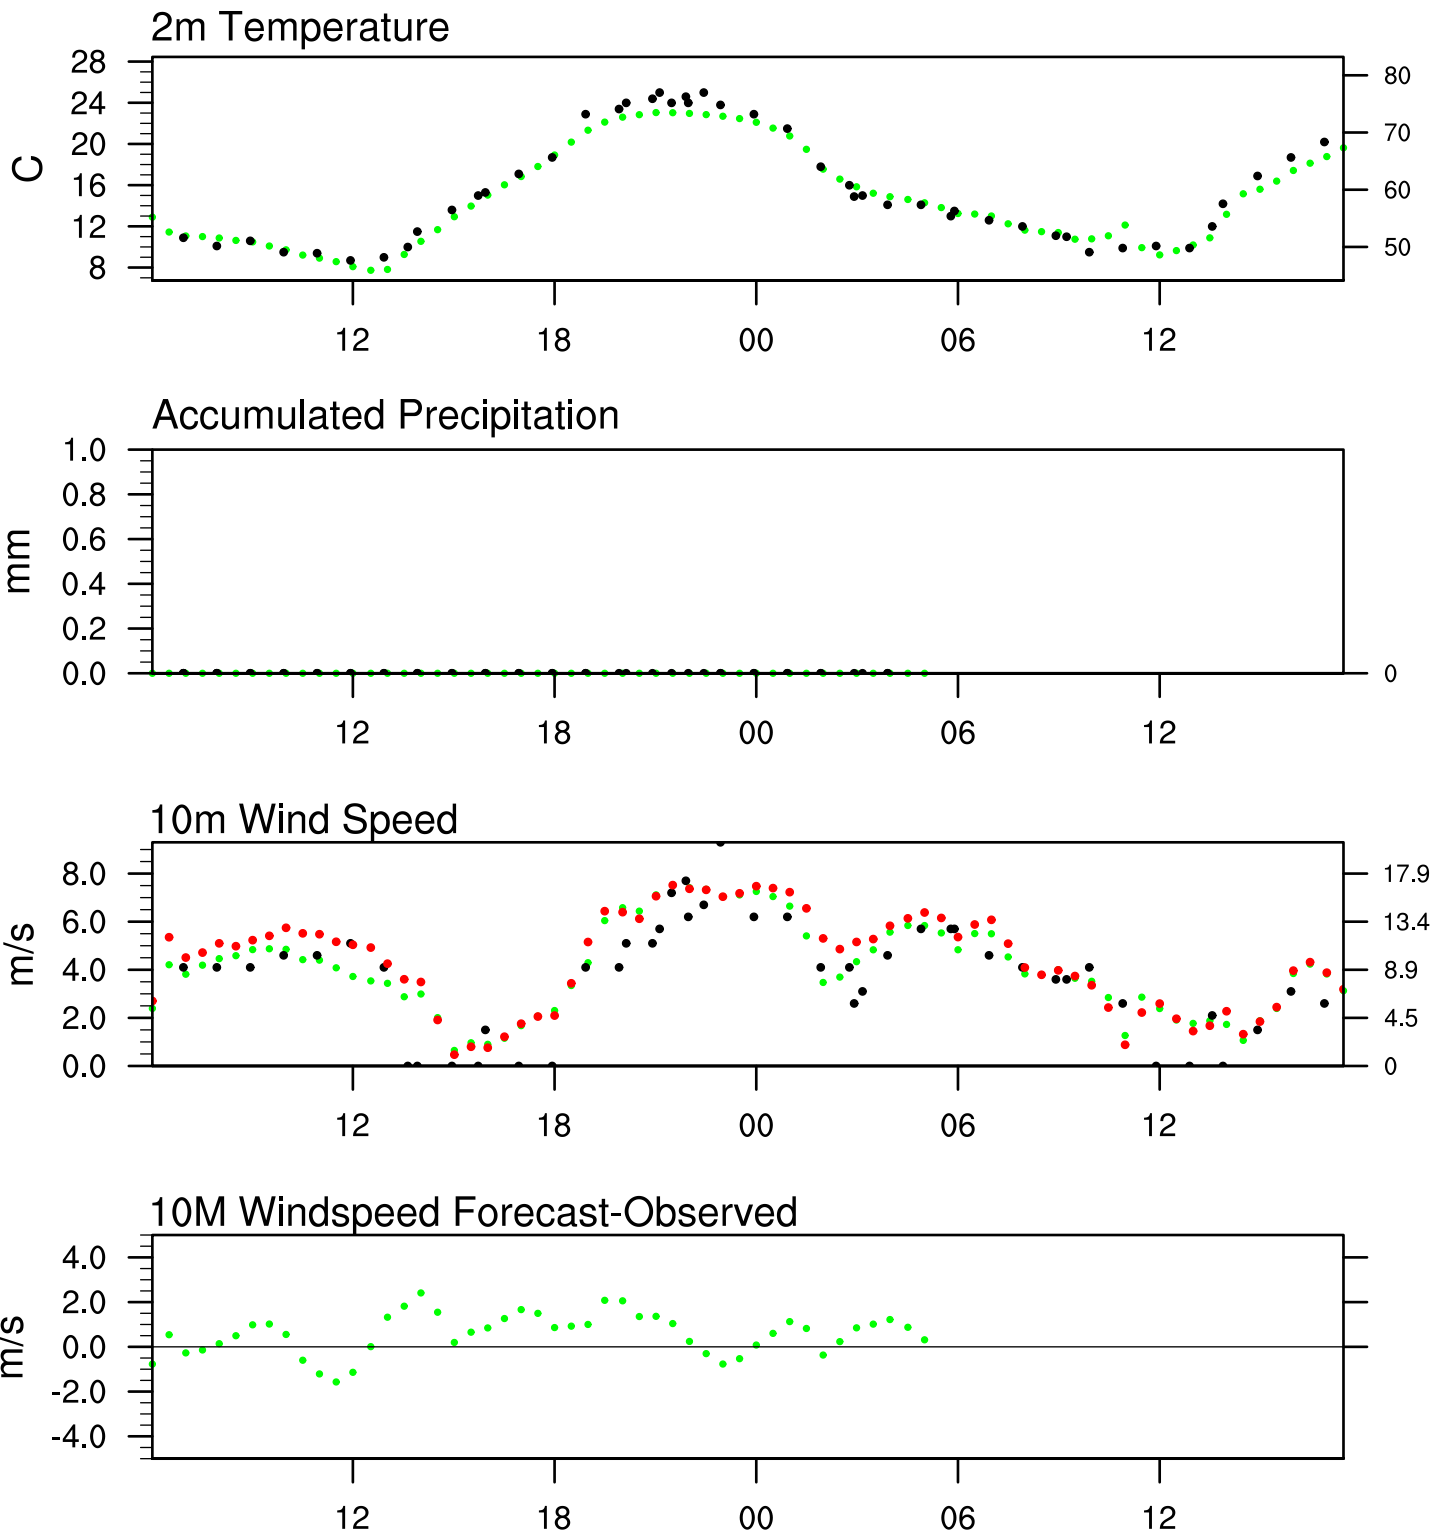 2m Temperature
28
24
20
16
12
8
C
80
70
60
50
12 18 00 06 12
Accumulated Precipitation
1.0
0.8
0.6
0.4
0.2
0.0
mm
0
12 18 00 06 12
10m Wind Speed
8.0
6.0
4.0
2.0
0.0
m/s
17.9
13.4
8.9
4.5
0
12 18 00 06 12
10M Windspeed Forecast-Observed
4.0
2.0
0.0
-2.0
-4.0
m/s
12 18 00 06 12